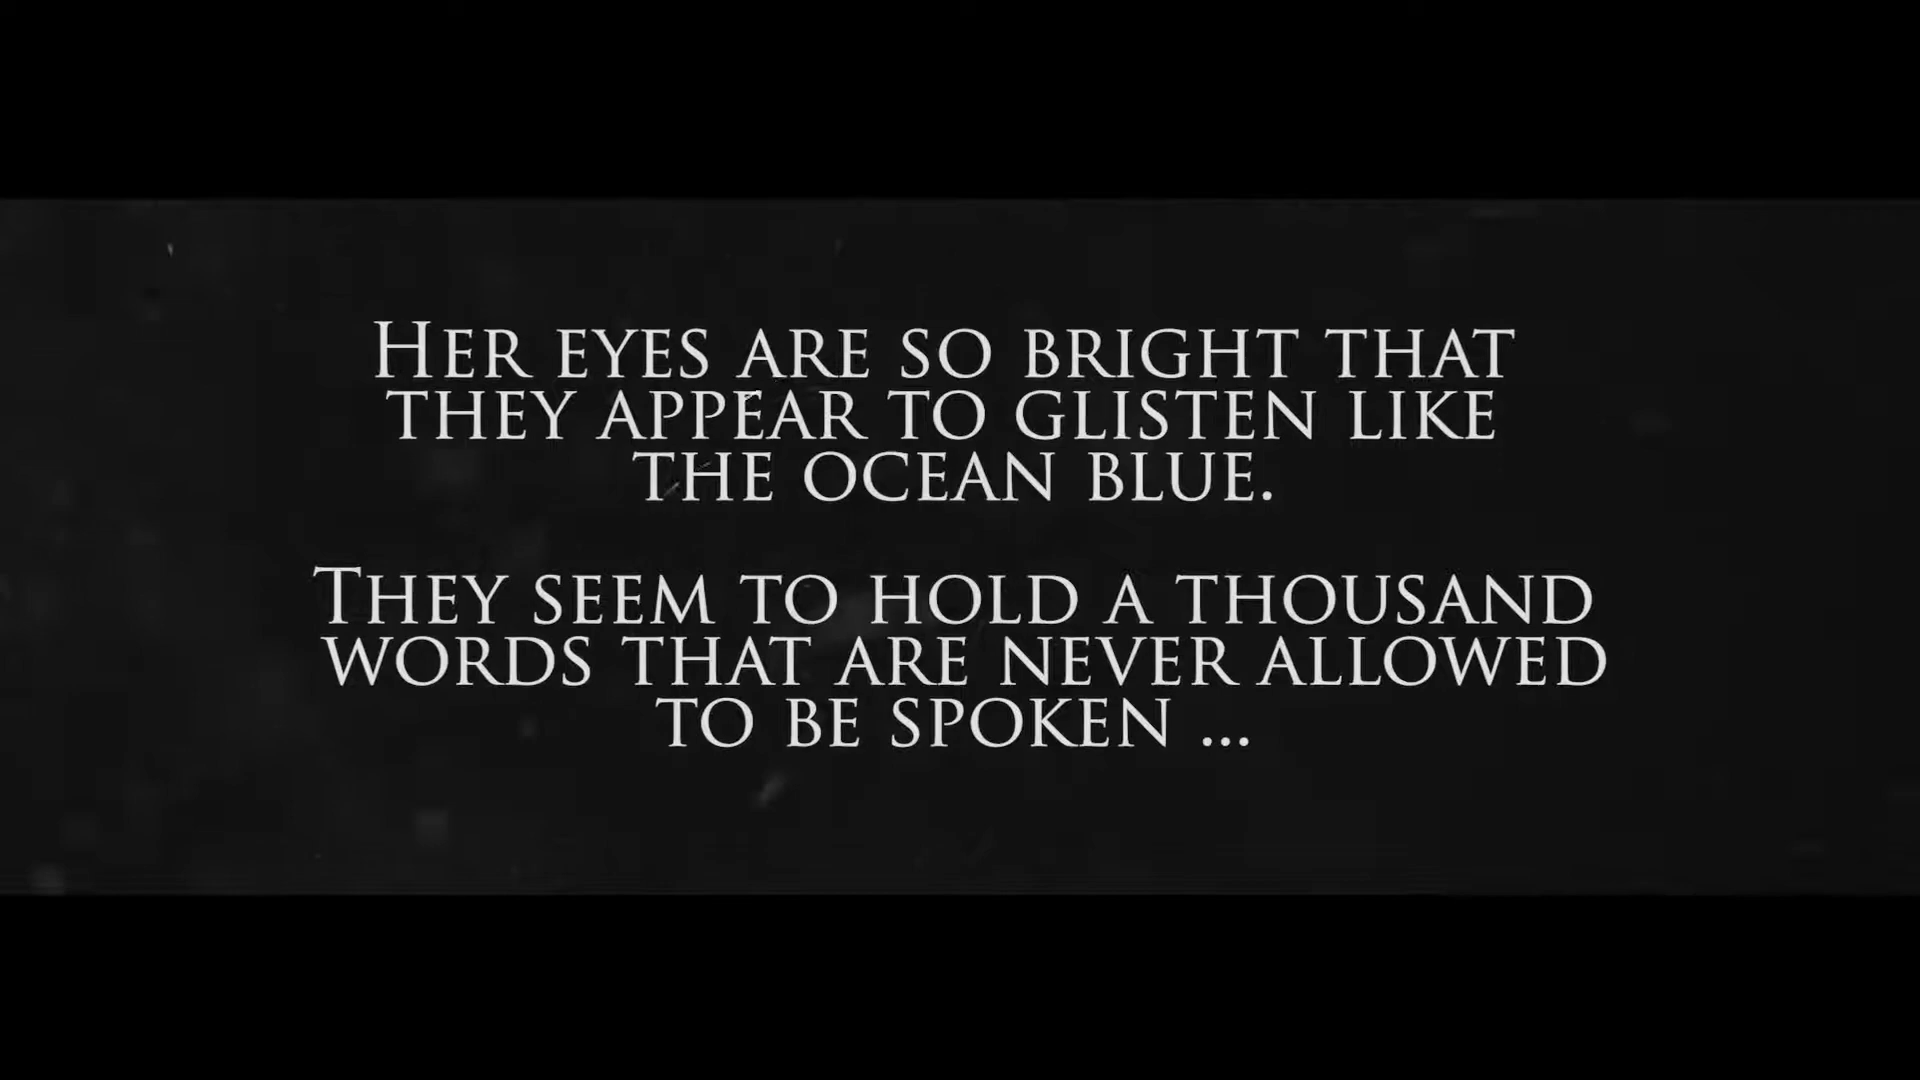 Her eyes are so bright that
they appear to glisten like
the ocean blue.
They seem to hold a thousand
words that are never allowed
to be spoken ...